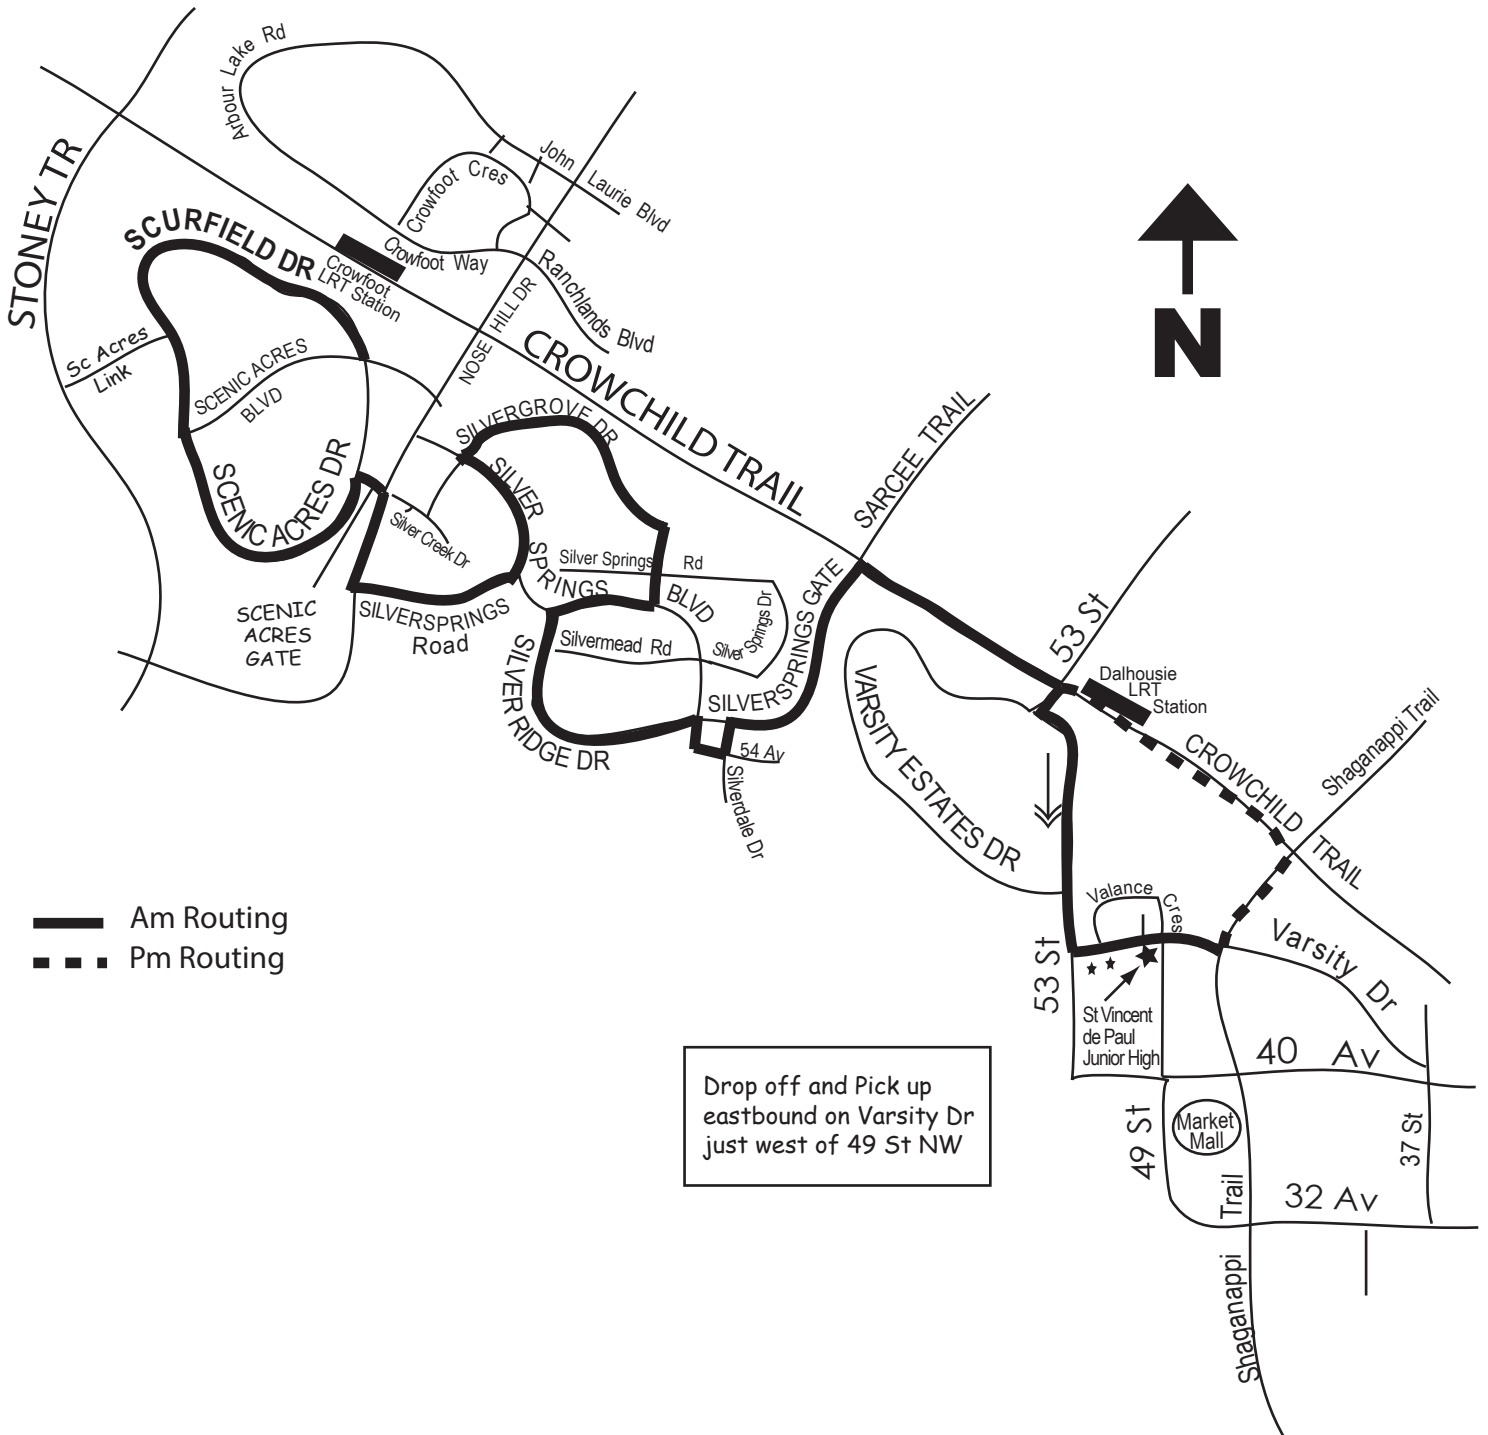 Arbour Lake Rd
John Laurie Blvd
Crowfoot Cres
STONEY TR
SCURFIELD DR
Crowfoot Way
Crowfoot
LRT Station
Ranchlands Blvd
NOSE HILL DR
CROWCHILD TRAIL
Sc Acres
Link
SCENIC ACRES
BLVD
SILVERGROVE DR
SARCEE TRAIL
SCENIC ACRES DR
SILVER SPRINGS BLVD
Silver Creek Dr
Silver Springs Rd
Silver Springs Dr
SILVERSPRINGS GATE
SCENIC
ACRES
GATE
SILVERSPRINGS
Road
Silvermead Rd
SILVER RIDGE DR
54 Av
Silverdale Dr
VARSITY ESTATES DR
53 St
Dalhousie
LRT
Station
CROWCHILD TRAIL
Shaganappi Trail
N
Am Routing
Pm Routing
Valance Cres
Varsity Dr
53 St
St Vincent
de Paul
Junior High
40 Av
Drop off and Pick up
eastbound on Varsity Dr
just west of 49 St NW
49 St
Market
Mall
37 St
32 Av
Shaganappi Trail